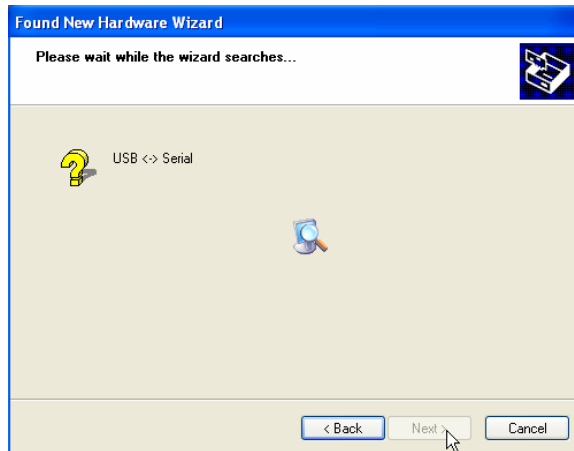 Found New Hardware Wizard
Please wait while the wizard searches...
USB <-> Serial
< Back
Next >
Cancel